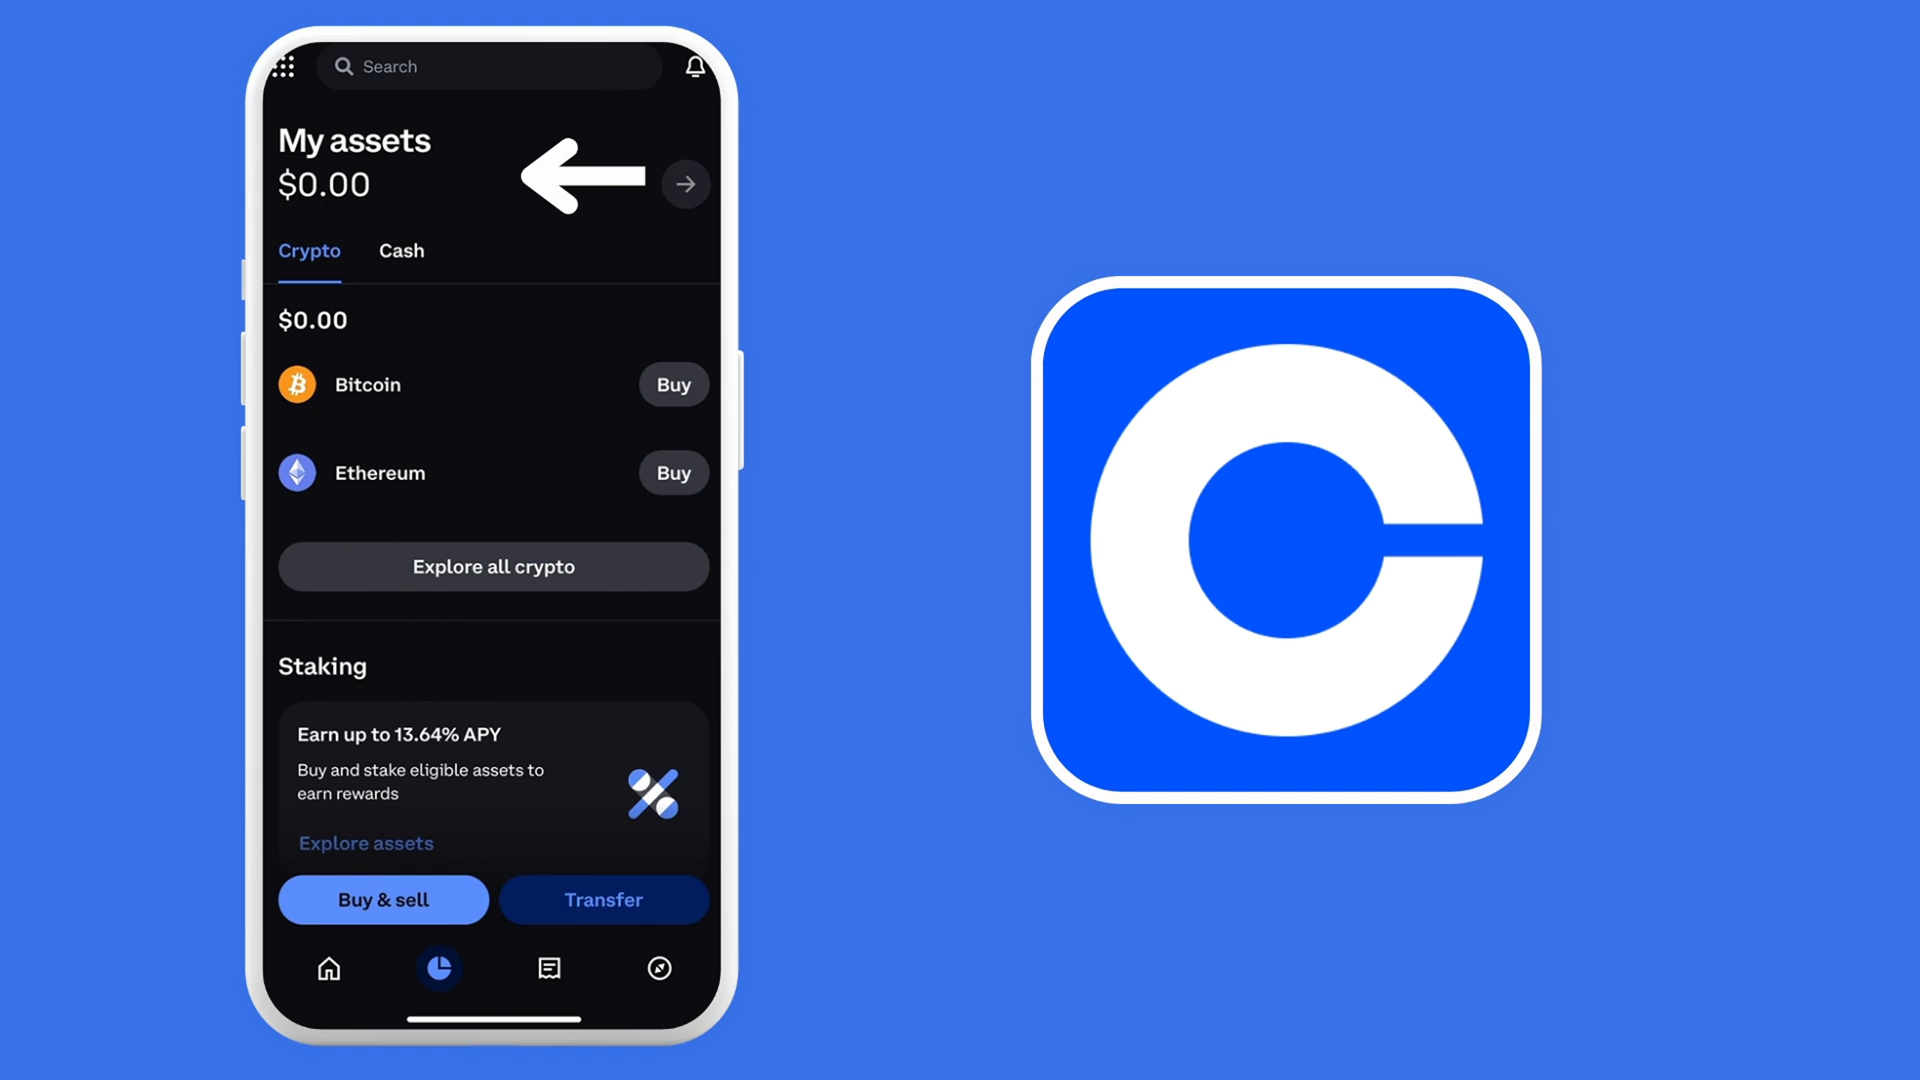 Search
My assets
$0.00
Crypto Cash
$0.00
Bitcoin Buy
Ethereum Buy
Explore all crypto
Staking
Earn up to 13.64% APY
Buy and stake eligible assets to
earn rewards
Explore assets
Buy & sell Transfer